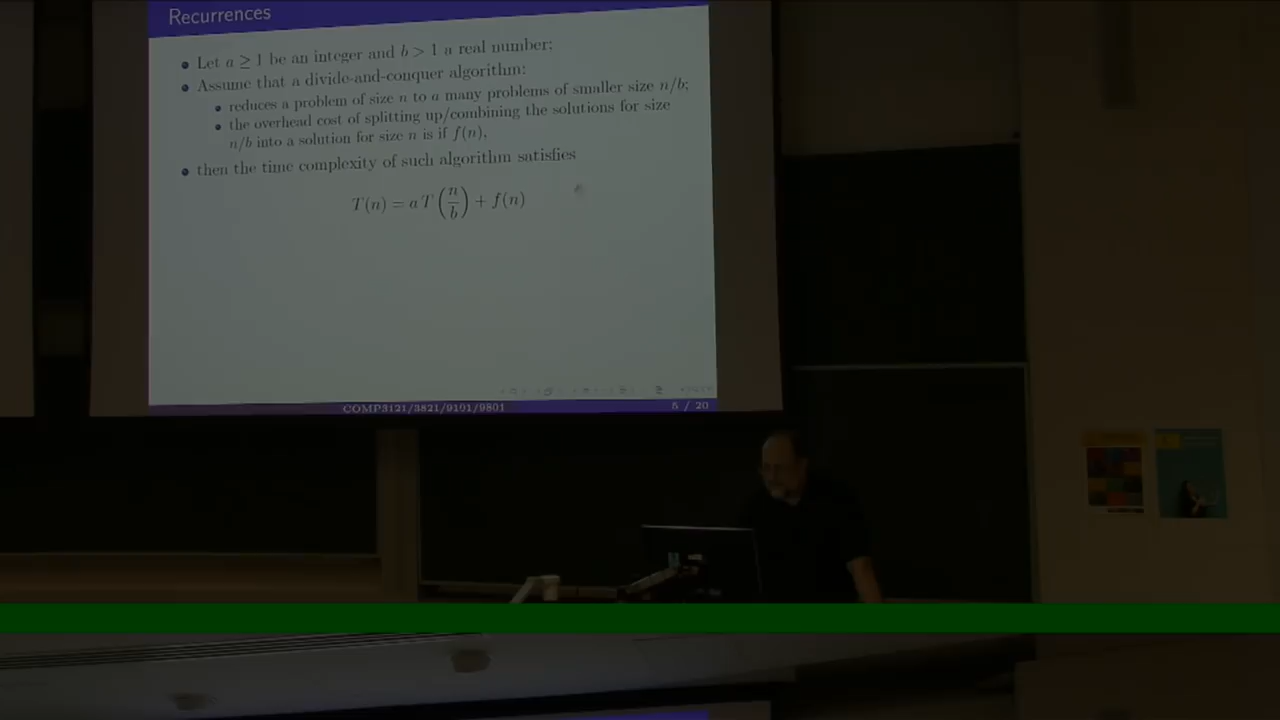 Recurrences
Let a ≥ 1 be an integer and b > 1 a real number;
Assume that a divide-and-conquer algorithm:
reduces a problem of size n to a many problems of smaller size n/b;
the overhead cost of splitting up/combining the solutions for size
n/b into a solution for size n is if f(n),
then the time complexity of such algorithm satisfies
T(n) = a T (n/b) + f(n)
COMP3121/3821/9101/9801 5 / 20